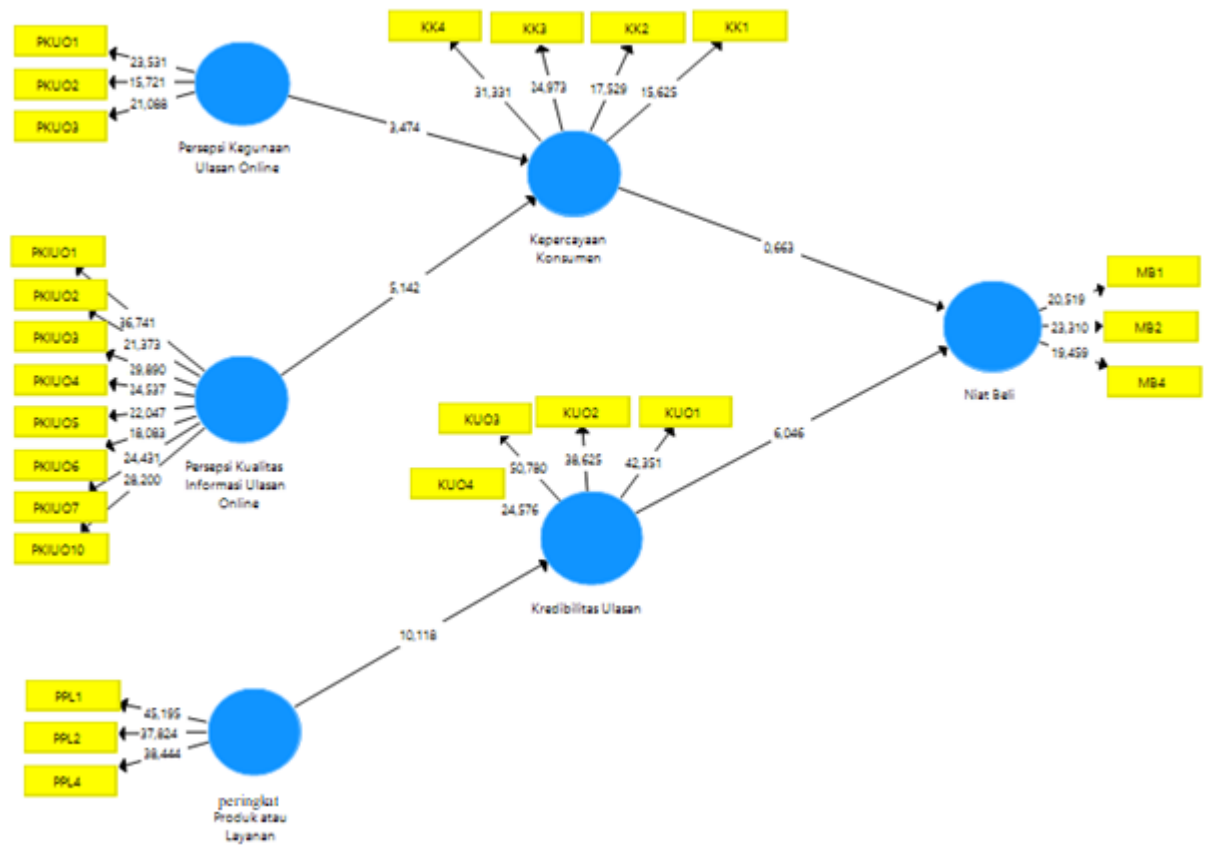 PKUO1
PKUO2
PKUO3
23,531
15,721
21,088
Persepsi Kegunaan
Ulasan Online
3,474
KK4
KK3
KK2
KK1
31,331
24,973
17,529
15,625
Kepercayaan
Konsumen
0,663
PKIUO1
PKIUO2
PKIUO3
PKIUO4
PKIUO5
PKIUO6
PKIUO7
PKIUO10
36,741
21,373
29,890
24,537
22,047
18,083
24,431
28,200
Persepsi Kualitas
Informasi Ulasan
Online
5,142
MB1
MB2
MB4
20,519
23,310
19,459
Niat Beli
KUO3
KUO2
KUO1
KUO4
50,780
38,625
42,351
24,576
Kredibilitas Ulasan
6,046
10,118
PPL1
PPL2
PPL4
45,195
37,824
38,444
peringkat
Produk atau
Layanan